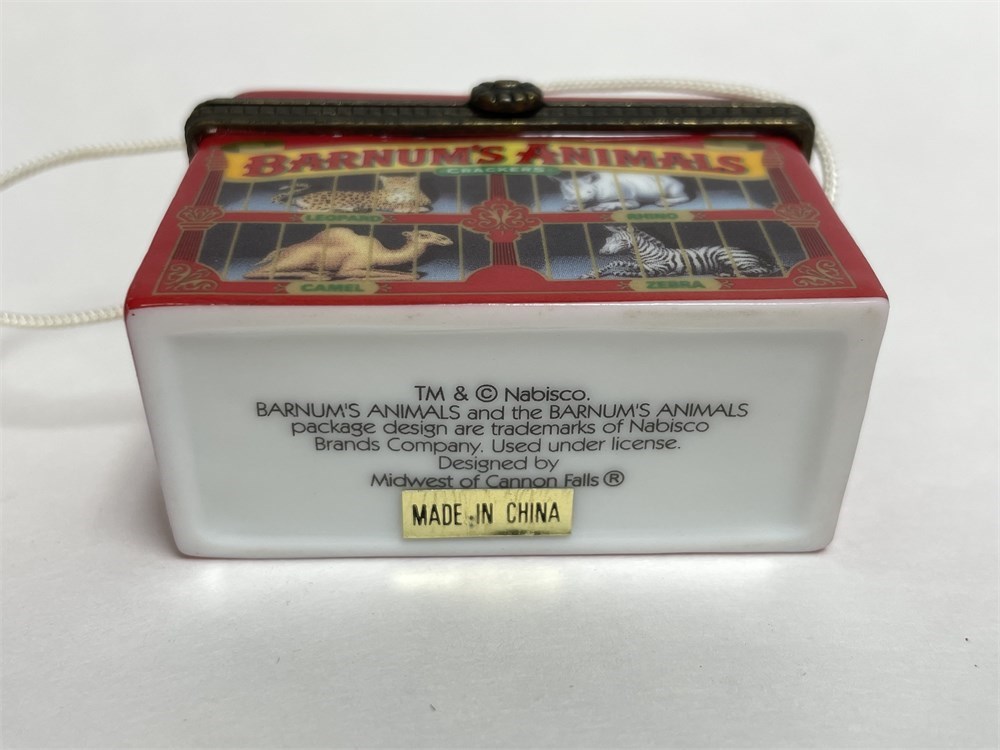 BARNUM'S ANIMALS
CRACKERS
LEOPARD
RHINO
CAMEL
ZEBRA
TM & © Nabisco.
BARNUM'S ANIMALS and the BARNUM'S ANIMALS
package design are trademarks of Nabisco
Brands Company. Used under license.
Designed by
Midwest of Cannon Falls ®
MADE IN CHINA